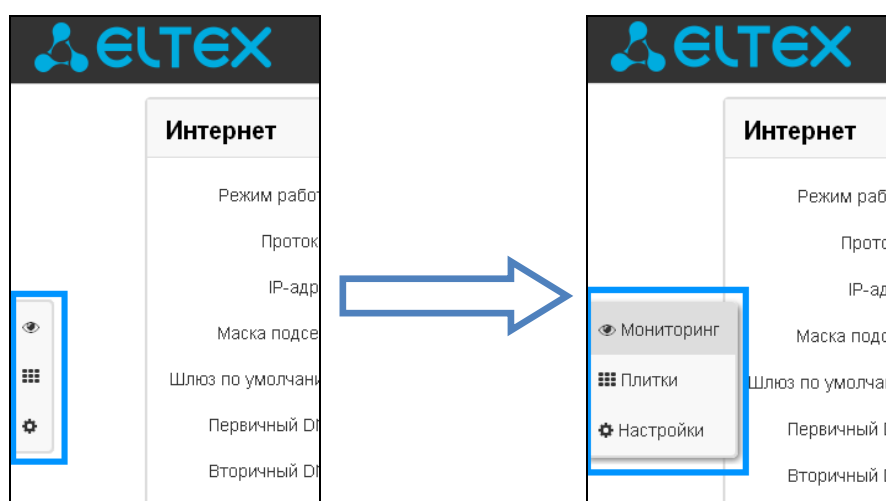 ELTEX
Интернет
Режим рабо
Проток
IP-адр
Маска подсе
Шлюз по умолчани
Первичный D
Вторичный D
ELTEX
Интернет
Режим раб
Прото
IP-ад
Мониторинг
Маска подс
Плитки
Шлюз по умолча
Настройки
Первичный
Вторичный